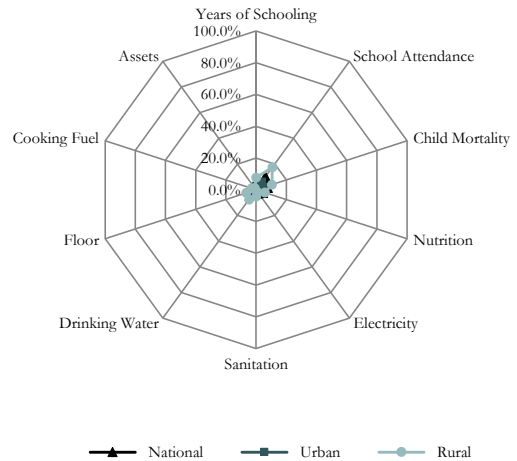 Years of Schooling
100.0%
Assets
School Attendance
80.0%
60.0%
40.0%
Cooking Fuel
Child Mortality
20.0%
0.0%
Floor
Nutrition
Drinking Water
Electricity
Sanitation
National Urban Rural